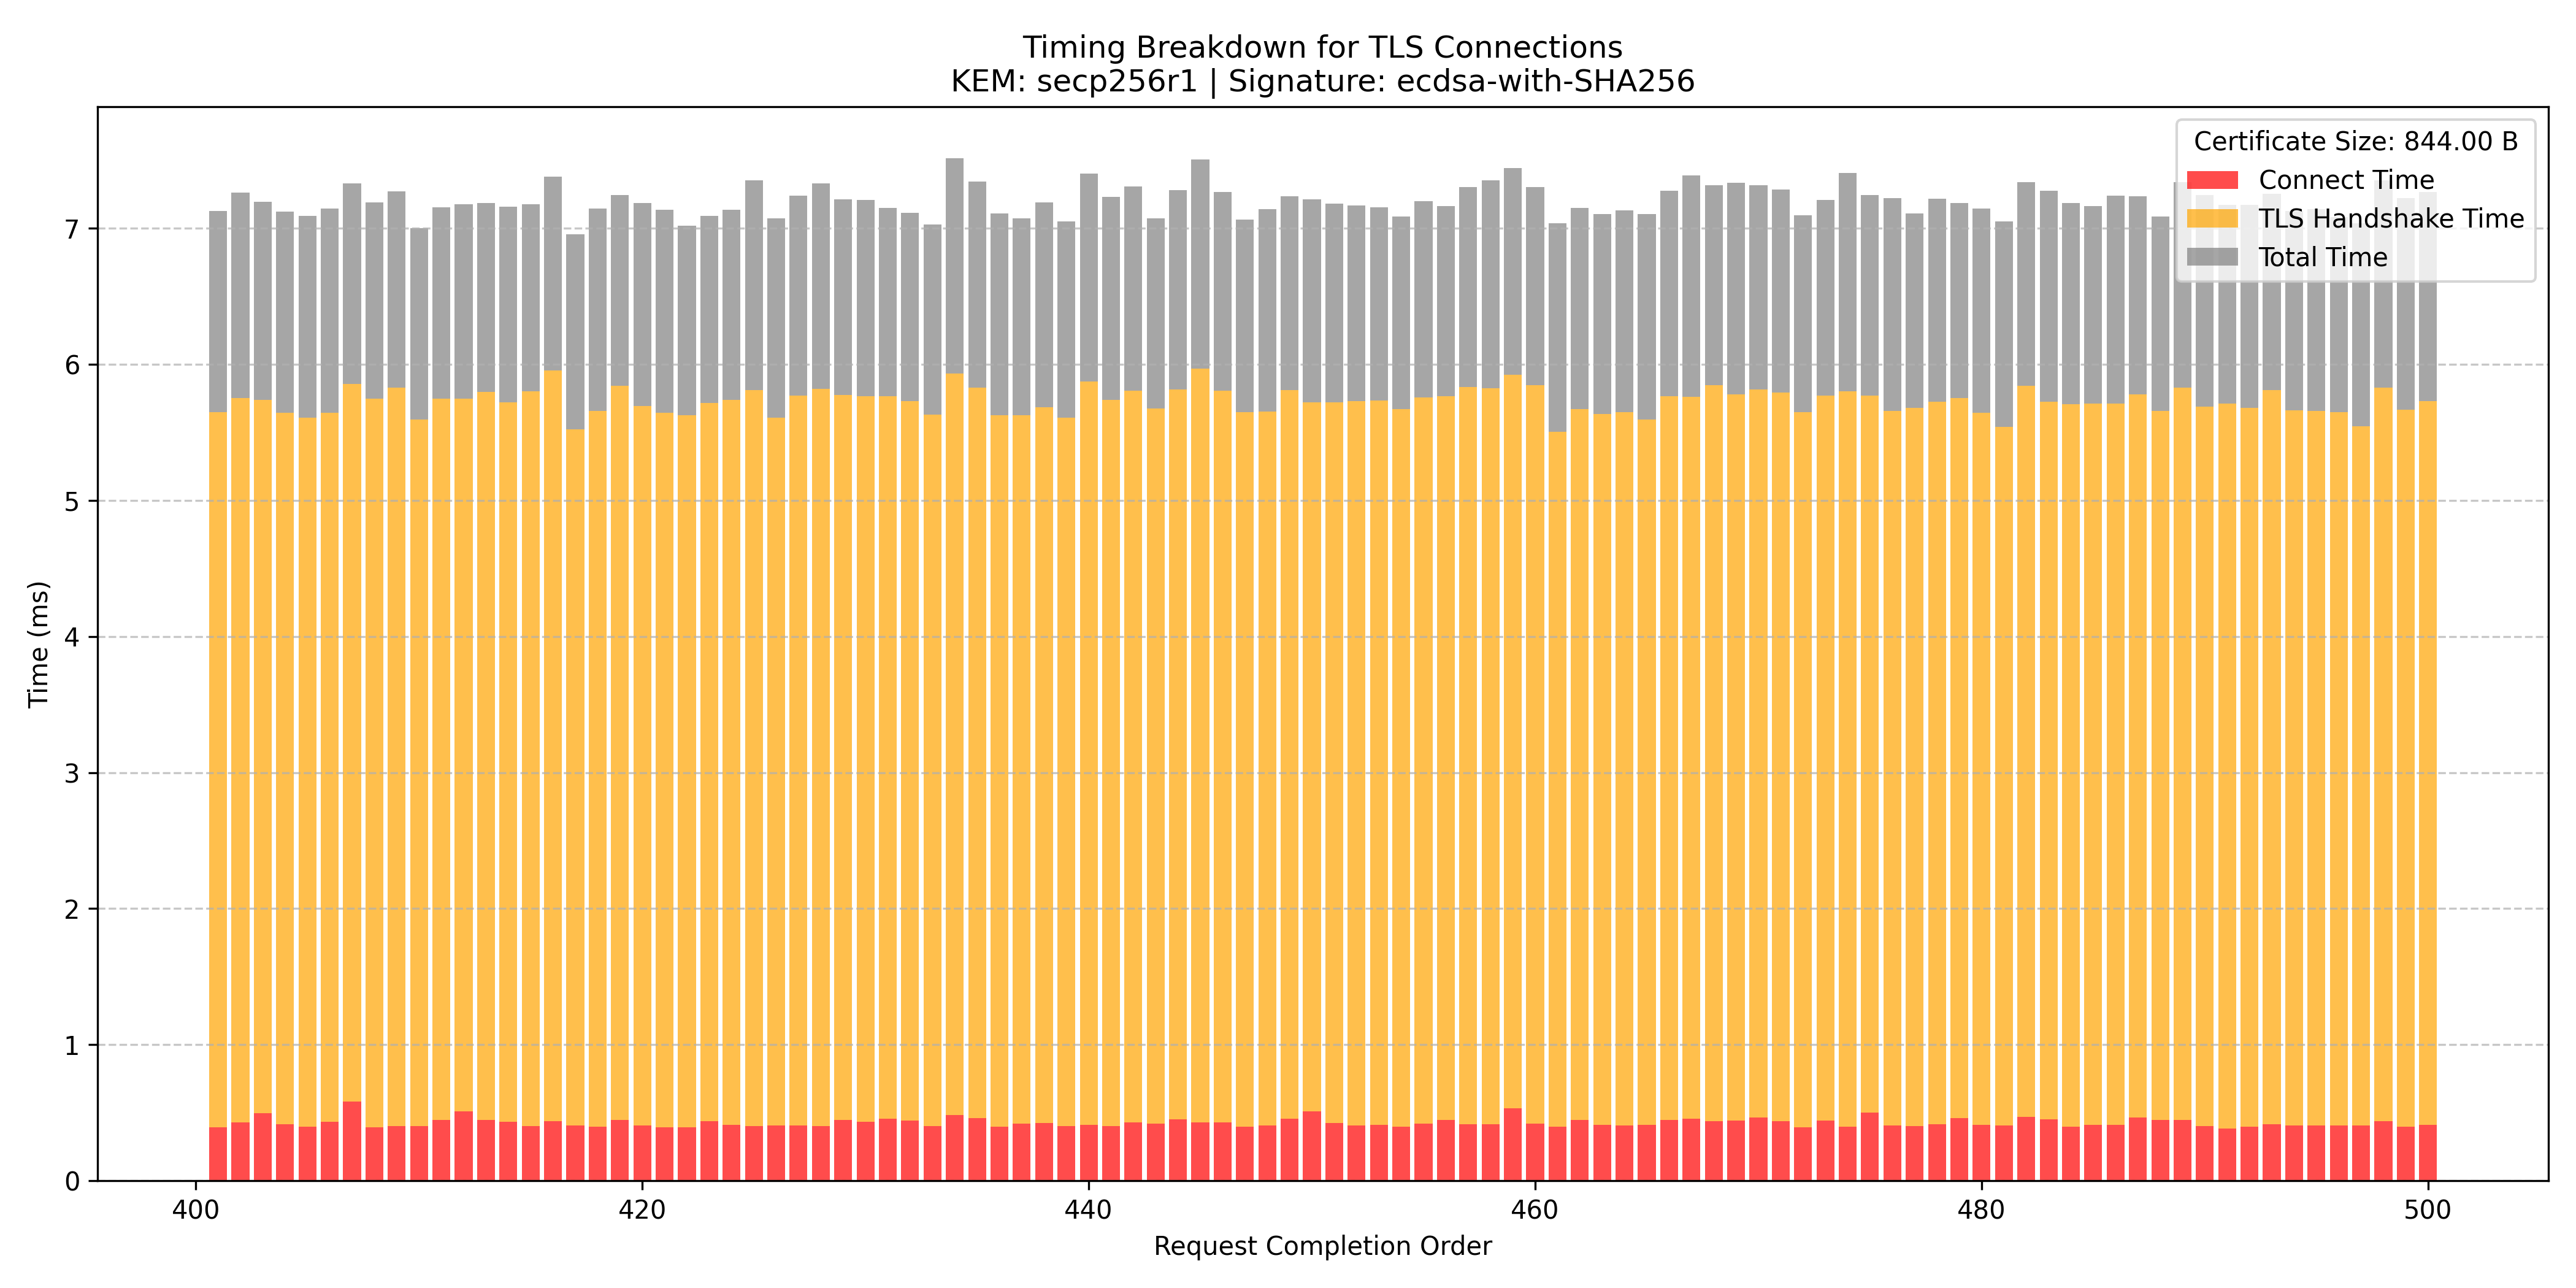 Timing Breakdown for TLS Connections
KEM: secp256r1 | Signature: ecdsa-with-SHA256
Certificate Size: 844.00 B
Connect Time
TLS Handshake Time
Total Time
Time (ms)
7
6
5
4
3
2
1
0
400 420 440 460 480 500
Request Completion Order